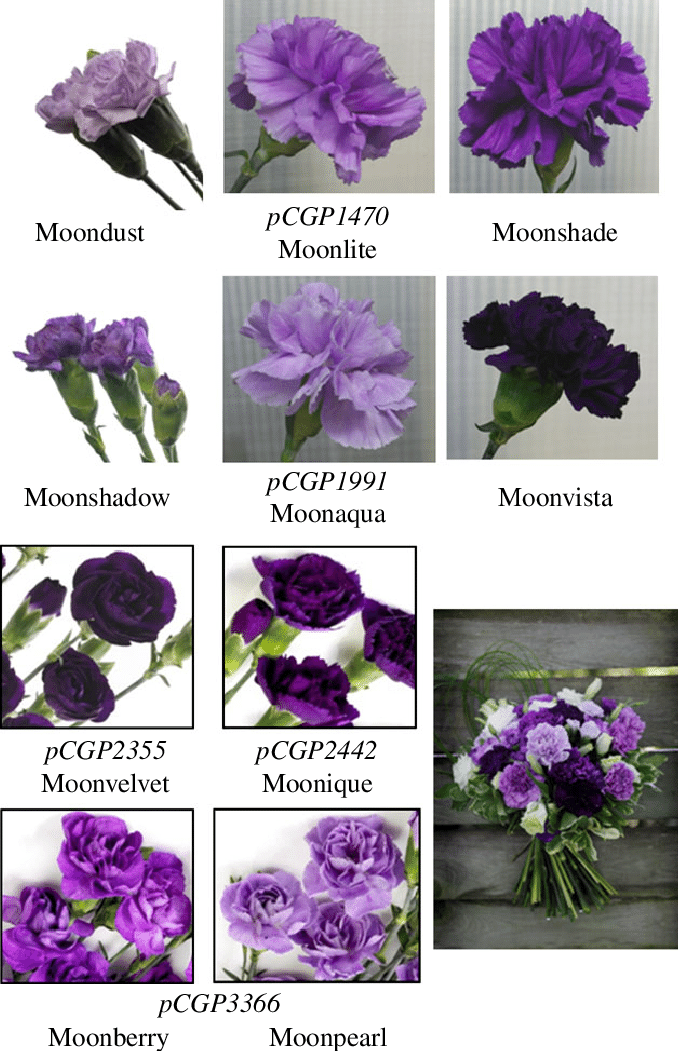 Moondust
pCGP1470
Moonlite
Moonshade
Moonshadow
pCGP1991
Moonaqua
Moonvista
pCGP2355
Moonvelvet
pCGP2442
Moonique
pCGP3366
Moonberry
Moonpearl